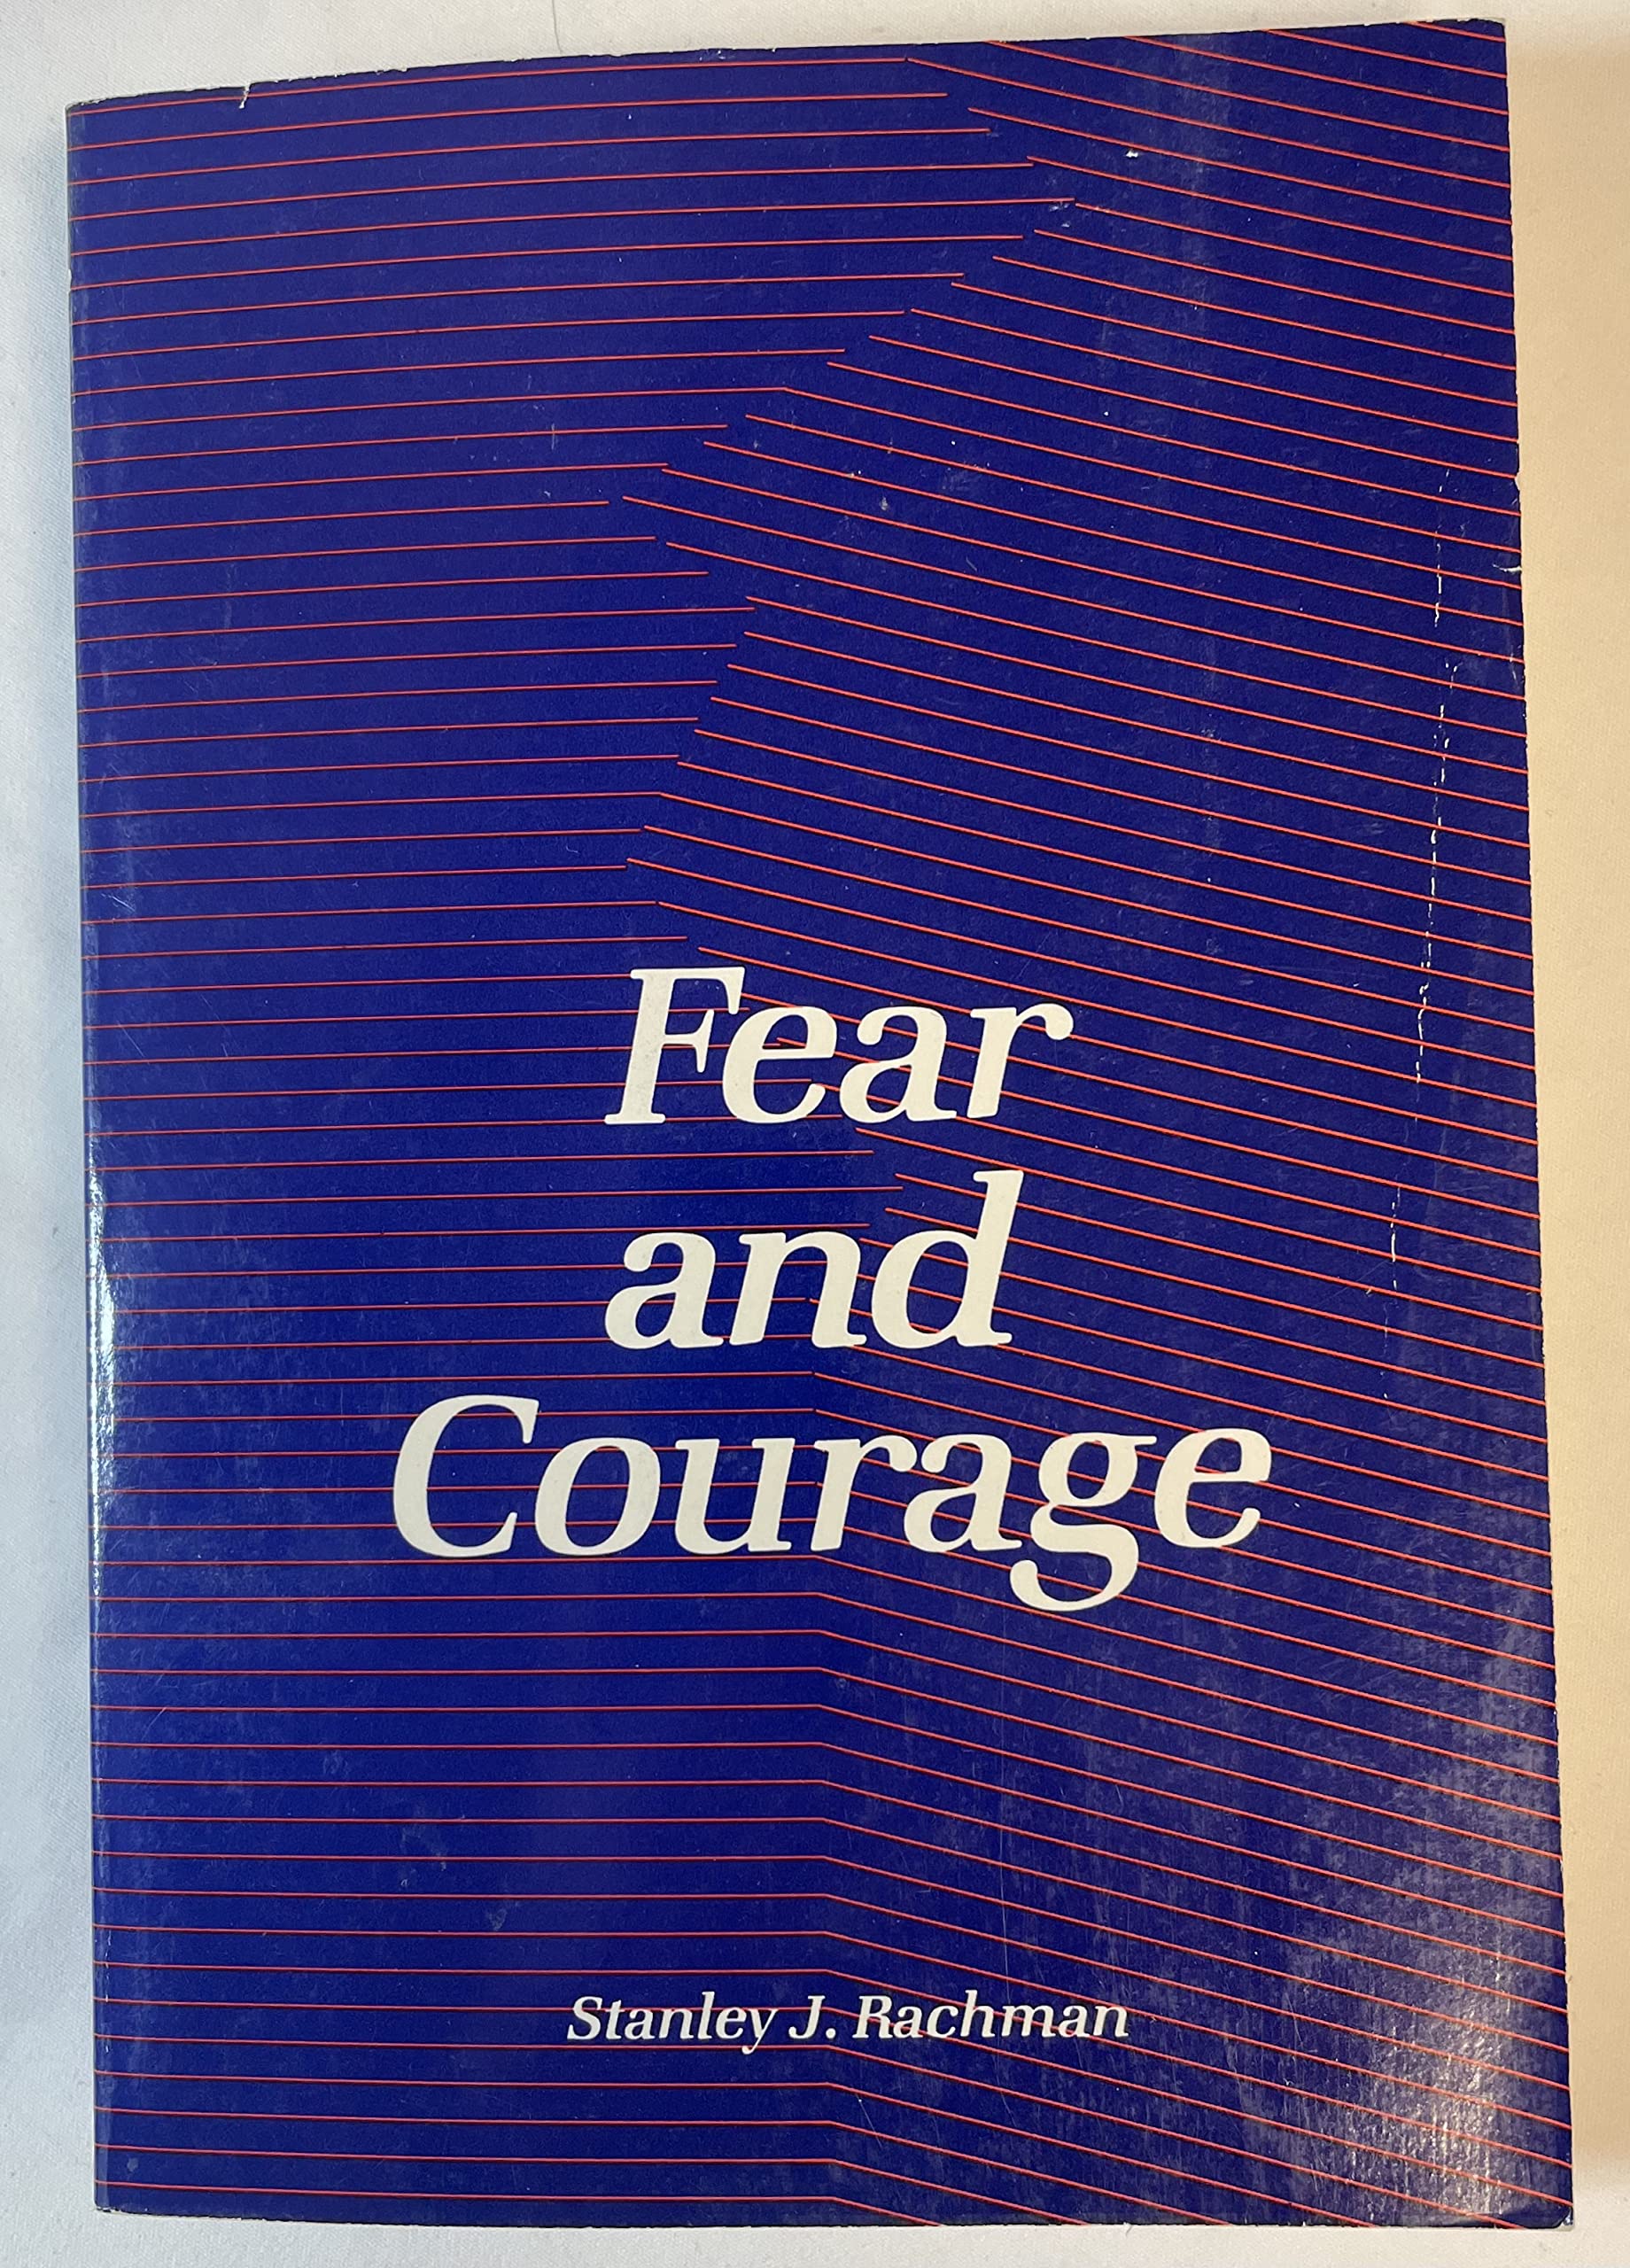 Fear
and
Courage
Stanley J. Rachman